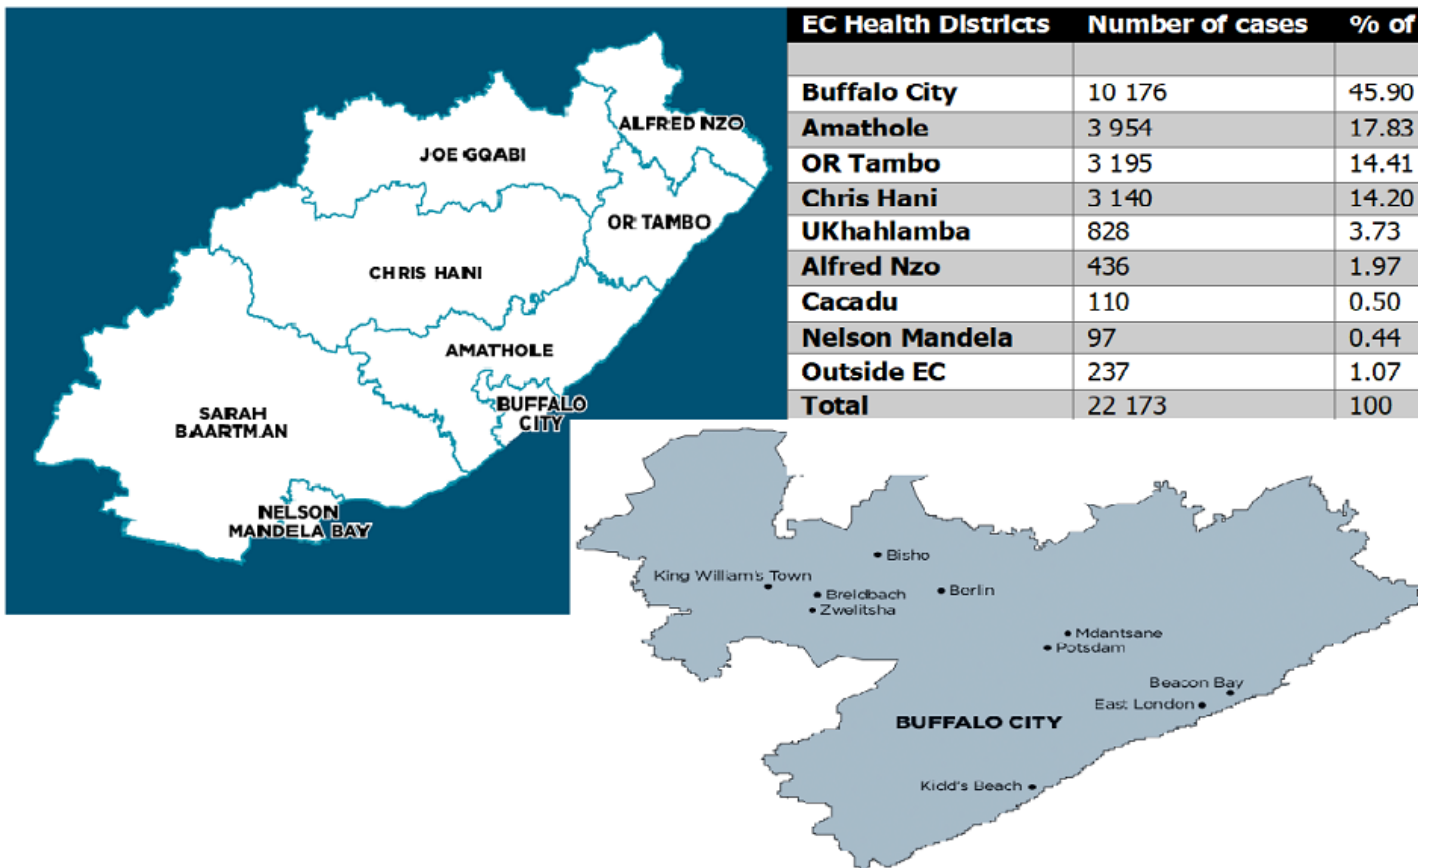 ALFRED NZO
JOE GQABI
OR TAMBO
CHRIS HANI
AMATHOLE
BUFFALO
CITY
SARAH
BAARTMAN
NELSON
MANDELA BAY
EC Health Districts Number of cases % of
Buffalo City 10 176 45.90
Amathole 3 954 17.83
OR Tambo 3 195 14.41
Chris Hani 3 140 14.20
UKhahlamba 828 3.73
Alfred Nzo 436 1.97
Cacadu 110 0.50
Nelson Mandela 97 0.44
Outside EC 237 1.07
Total 22 173 100
Bisho
King William's Town
Berlin
Breidbach
Zwelitsha
Mdantsane
Potsdam
Beacon Bay
East London
BUFFALO CITY
Kidd's Beach